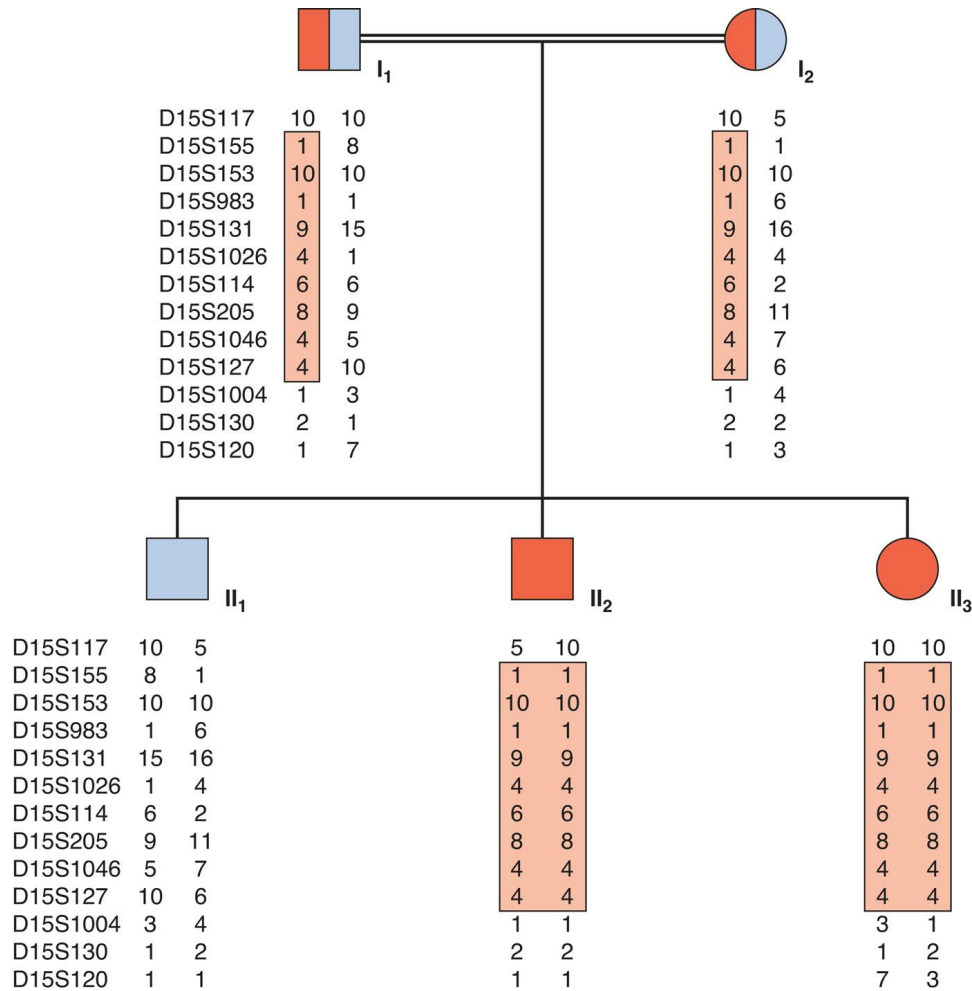 I1 I2
D15S117 10 10 10 5
D15S155 1 8 1 1
D15S153 10 10 10 10
D15S983 1 1 1 6
D15S131 9 15 9 16
D15S1026 4 1 4 4
D15S114 6 6 6 2
D15S205 8 9 8 11
D15S1046 4 5 4 7
D15S127 4 10 4 6
D15S1004 1 3 1 4
D15S130 2 1 2 2
D15S120 1 7 1 3
II1 II2 II3
D15S117 10 5 5 10 10 10
D15S155 8 1 1 1 1 1
D15S153 10 10 10 10 10 10
D15S983 1 6 1 1 1 1
D15S131 15 16 9 9 9 9
D15S1026 1 4 4 4 4 4
D15S114 6 2 6 6 6 6
D15S205 9 11 8 8 8 8
D15S1046 5 7 4 4 4 4
D15S127 10 6 4 4 4 4
D15S1004 3 4 1 1 3 1
D15S130 1 2 2 2 1 2
D15S120 1 1 1 1 7 3